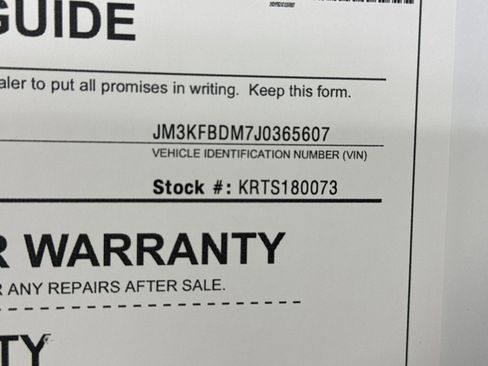 GUIDE
aler to put all promises in writing. Keep this form.
JM3KFBDM7J0365607
VEHICLE IDENTIFICATION NUMBER (VIN)
Stock #: KRTS180073
R WARRANTY
R ANY REPAIRS AFTER SALE.
TY